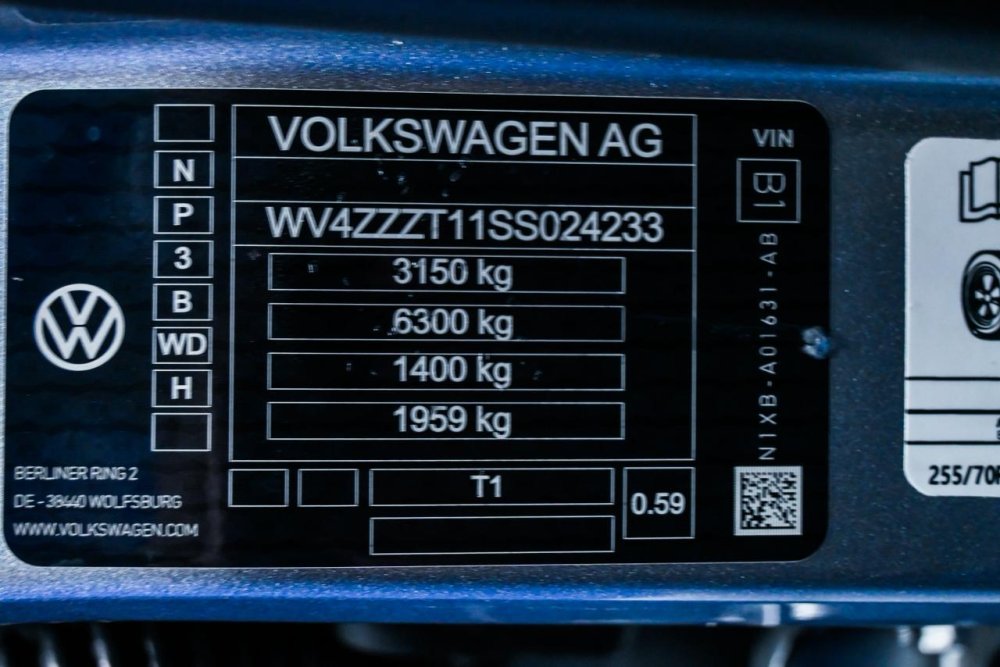 VOLKSWAGEN AG
WV4ZZZT11SS024233
3150 kg
6300 kg
1400 kg
1959 kg
N
P
3
B
WD
H
T1
0.59
BERLINER RING 2
DE - 38440 WOLFSBURG
WWW.VOLKSWAGEN.COM
VIN
B1
N1XB-A01631-AB
255/70